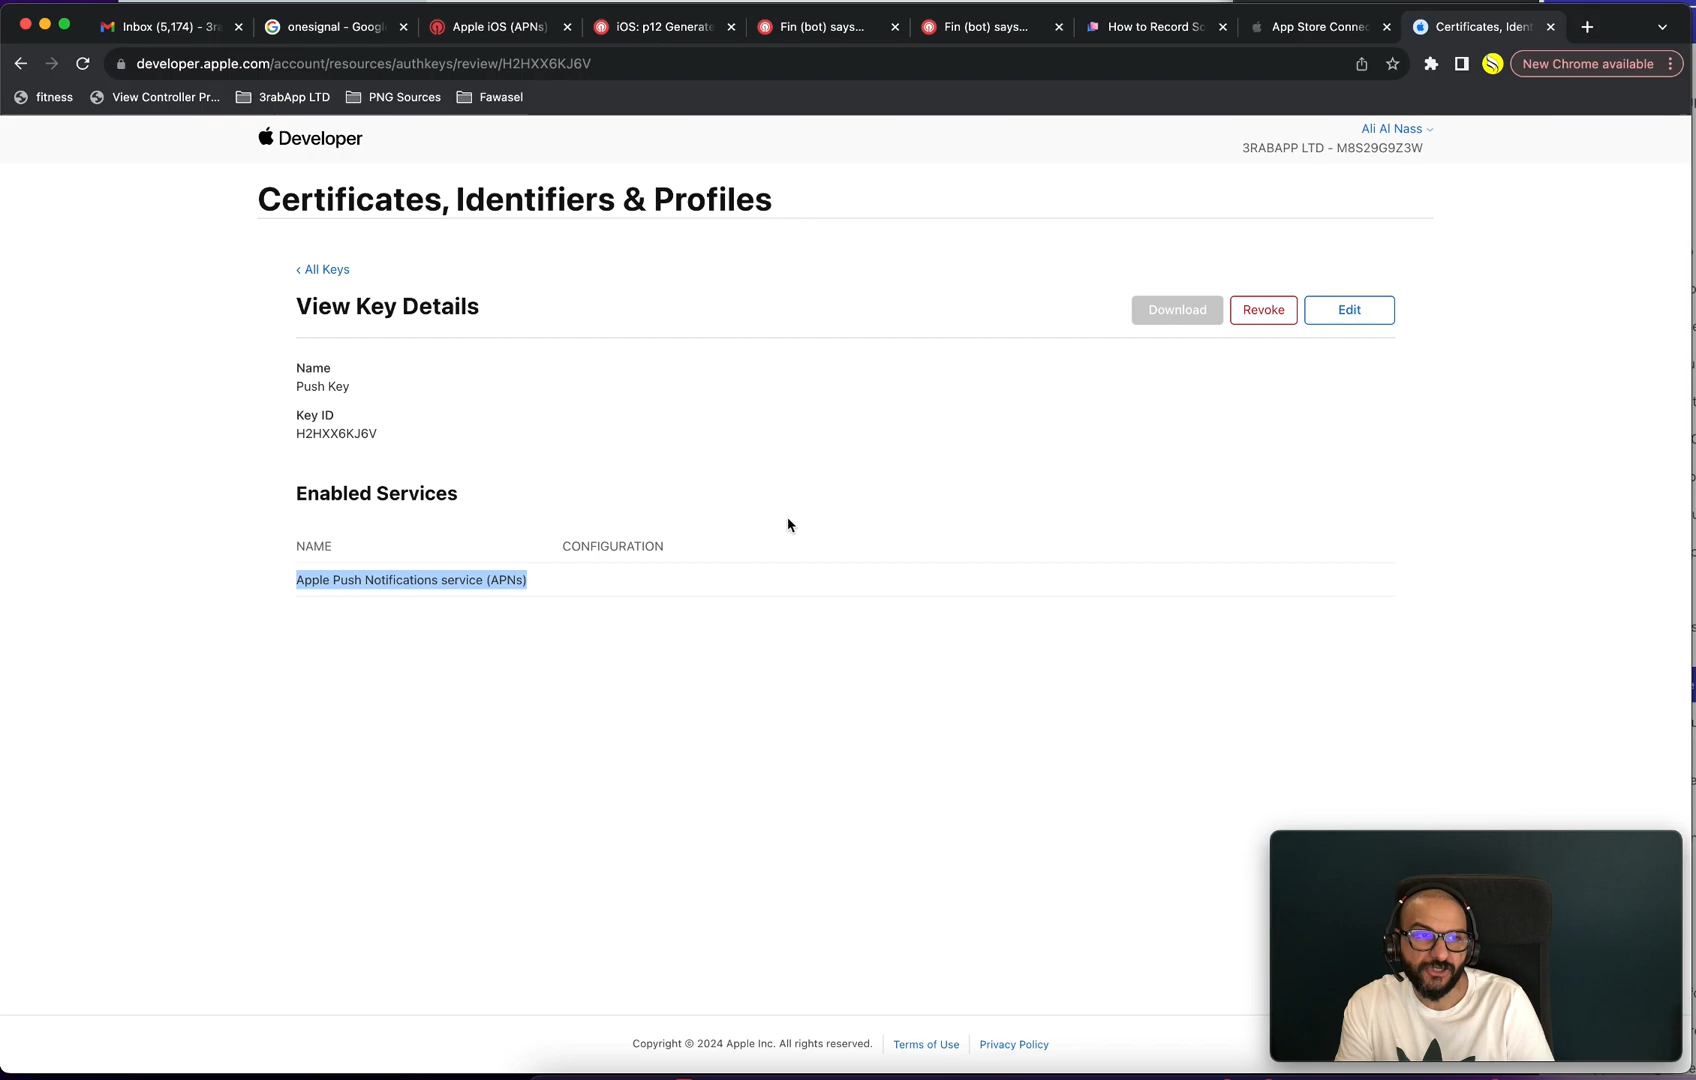 Inbox (5,174) - 3ra
onesignal - Google
Apple iOS (APNs)
iOS: p12 Generate
Fin (bot) says...
Fin (bot) says...
How to Record Sc
App Store Connec
Certificates, Ident
developer.apple.com/account/resources/authkeys/review/H2HXX6KJ6V
New Chrome available
fitness
View Controller Pr...
3rabApp LTD
PNG Sources
Fawasel
Developer
Ali Al Nass
3RABAPP LTD - M8S29G9Z3W
Certificates, Identifiers & Profiles
‹ All Keys
View Key Details
Download
Revoke
Edit
Name
Push Key
Key ID
H2HXX6KJ6V
Enabled Services
NAME
CONFIGURATION
Apple Push Notifications service (APNs)
Copyright © 2024 Apple Inc. All rights reserved.
Terms of Use
Privacy Policy